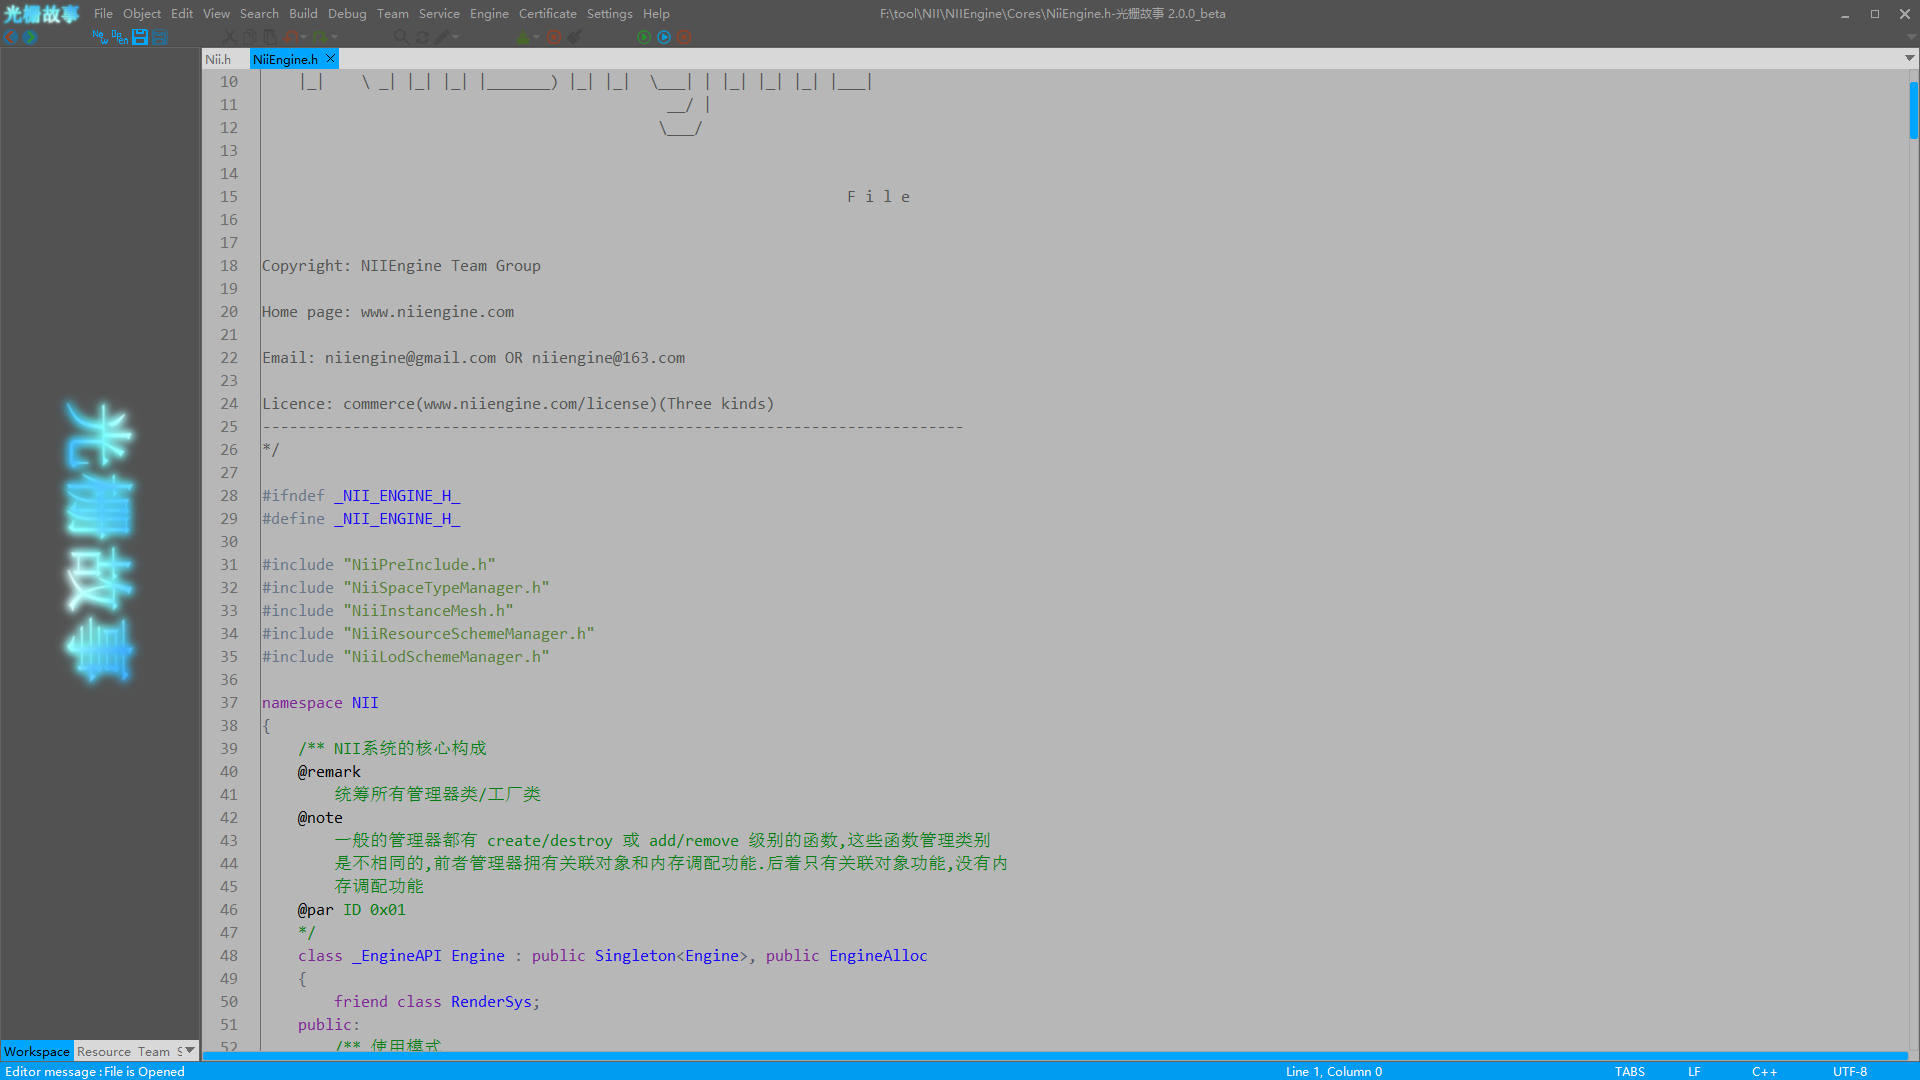 光栅故事 File Object Edit View Search Build Debug Team Service Engine Certificate Settings Help F:\tool\NII\NIIEngine\Cores\NiiEngine.h-光栅故事 2.0.0_beta
New Open
Nii.h NiiEngine.h
10 |_| \ _| |_| |_| |_______) |_| |_| \___| | |_| |_| |_| |___|
11 __/ |
12 \___/
13
14
15 F i l e
16
17
18 Copyright: NIIEngine Team Group
19
20 Home page: www.niiengine.com
21
22 Email: niiengine@gmail.com OR niiengine@163.com
23
24 Licence: commerce(www.niiengine.com/license)(Three kinds)
25 ------------------------------------------------------------------------------
26 */
27
28 #ifndef _NII_ENGINE_H_
29 #define _NII_ENGINE_H_
30
31 #include "NiiPreInclude.h"
32 #include "NiiSpaceTypeManager.h"
33 #include "NiiInstanceMesh.h"
34 #include "NiiResourceSchemeManager.h"
35 #include "NiiLodSchemeManager.h"
36
37 namespace NII
38 {
39 /** NII系统的核心构成
40 @remark
41 统筹所有管理器类/工厂类
42 @note
43 一般的管理器都有 create/destroy 或 add/remove 级别的函数,这些函数管理类别
44 是不相同的,前者管理器拥有关联对象和内存调配功能.后着只有关联对象功能,没有内
45 存调配功能
46 @par ID 0x01
47 */
48 class _EngineAPI Engine : public Singleton<Engine>, public EngineAlloc
49 {
50 friend class RenderSys;
51 public:
52 /** 使用模式
光栅故事
Workspace Resource Team S
Editor message : File is Opened Line 1, Column 0 TABS LF C++ UTF-8